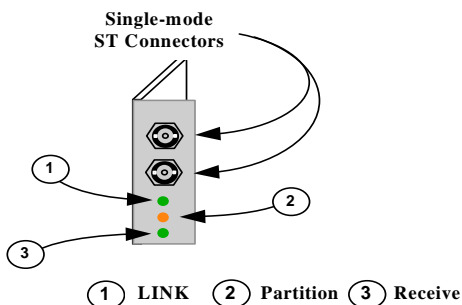 Single-mode
ST Connectors
1
2
3
1 LINK 2 Partition 3 Receive